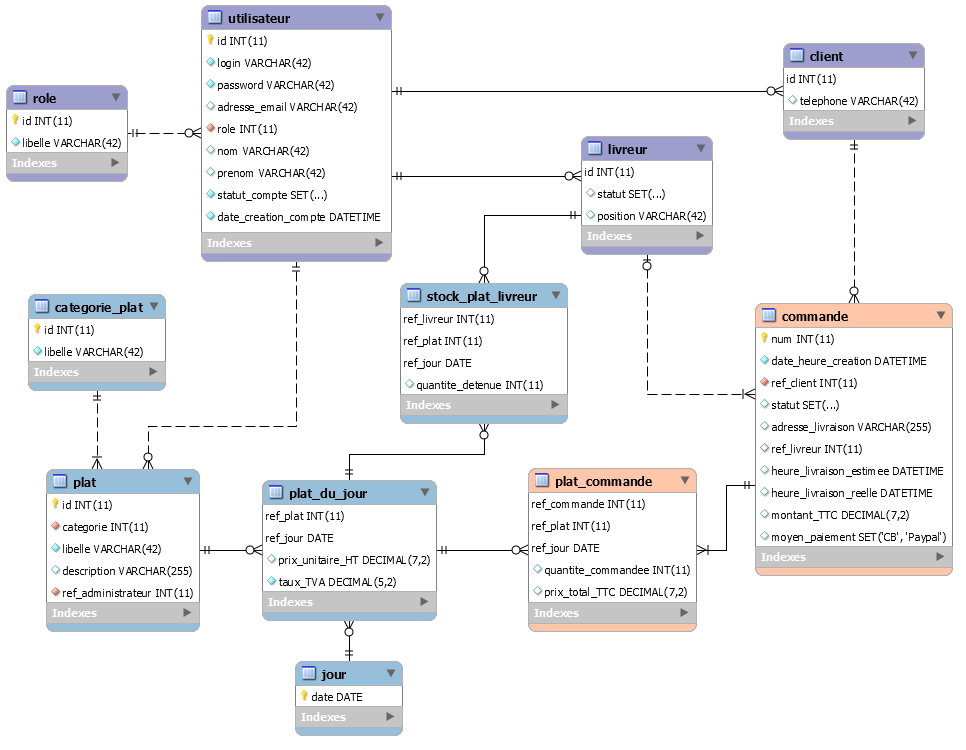 utilisateur
id INT(11)
login VARCHAR(42)
password VARCHAR(42)
adresse_email VARCHAR(42)
role INT(11)
nom VARCHAR(42)
prenom VARCHAR(42)
statut_compte SET(...)
date_creation_compte DATETIME
Indexes
client
id INT(11)
telephone VARCHAR(42)
Indexes
role
id INT(11)
libelle VARCHAR(42)
Indexes
livreur
id INT(11)
statut SET(...)
position VARCHAR(42)
Indexes
categorie_plat
id INT(11)
libelle VARCHAR(42)
Indexes
stock_plat_livreur
ref_livreur INT(11)
ref_plat INT(11)
ref_jour DATE
quantite_detenue INT(11)
Indexes
commande
num INT(11)
date_heure_creation DATETIME
ref_client INT(11)
statut SET(...)
adresse_livraison VARCHAR(255)
ref_livreur INT(11)
heure_livraison_estimee DATETIME
heure_livraison_reelle DATETIME
montant_TTC DECIMAL(7,2)
moyen_paiement SET('CB', 'Paypal')
Indexes
plat
id INT(11)
categorie INT(11)
libelle VARCHAR(42)
description VARCHAR(255)
ref_administrateur INT(11)
Indexes
plat_du_jour
ref_plat INT(11)
ref_jour DATE
prix_unitaire_HT DECIMAL(7,2)
taux_TVA DECIMAL(5,2)
Indexes
plat_commande
ref_commande INT(11)
ref_plat INT(11)
ref_jour DATE
quantite_commandee INT(11)
prix_total_TTC DECIMAL(7,2)
Indexes
jour
date DATE
Indexes